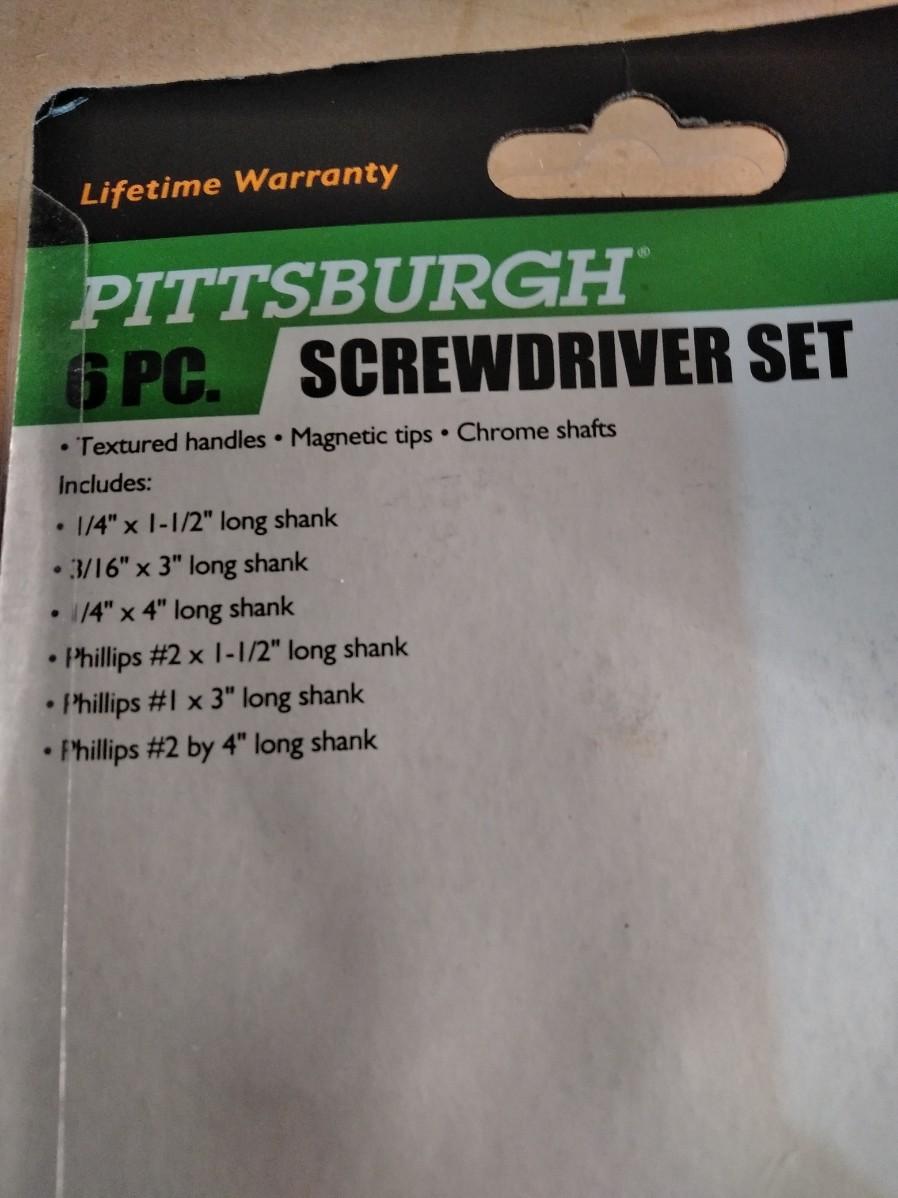 Lifetime Warranty
PITTSBURGH®
6 PC. SCREWDRIVER SET
• Textured handles • Magnetic tips • Chrome shafts
Includes:
• 1/4" x 1-1/2" long shank
• 3/16" x 3" long shank
• 1/4" x 4" long shank
• Phillips #2 x 1-1/2" long shank
• Phillips #1 x 3" long shank
• Phillips #2 by 4" long shank